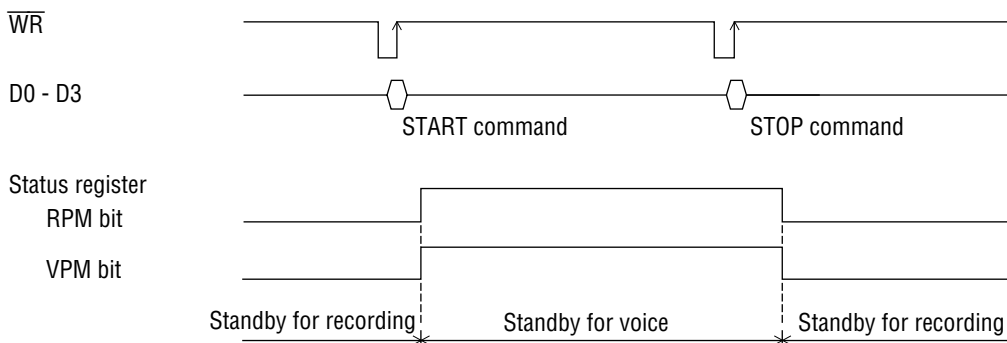 WR
D0 - D3
START command
STOP command
Status register
RPM bit
VPM bit
Standby for recording
Standby for voice
Standby for recording